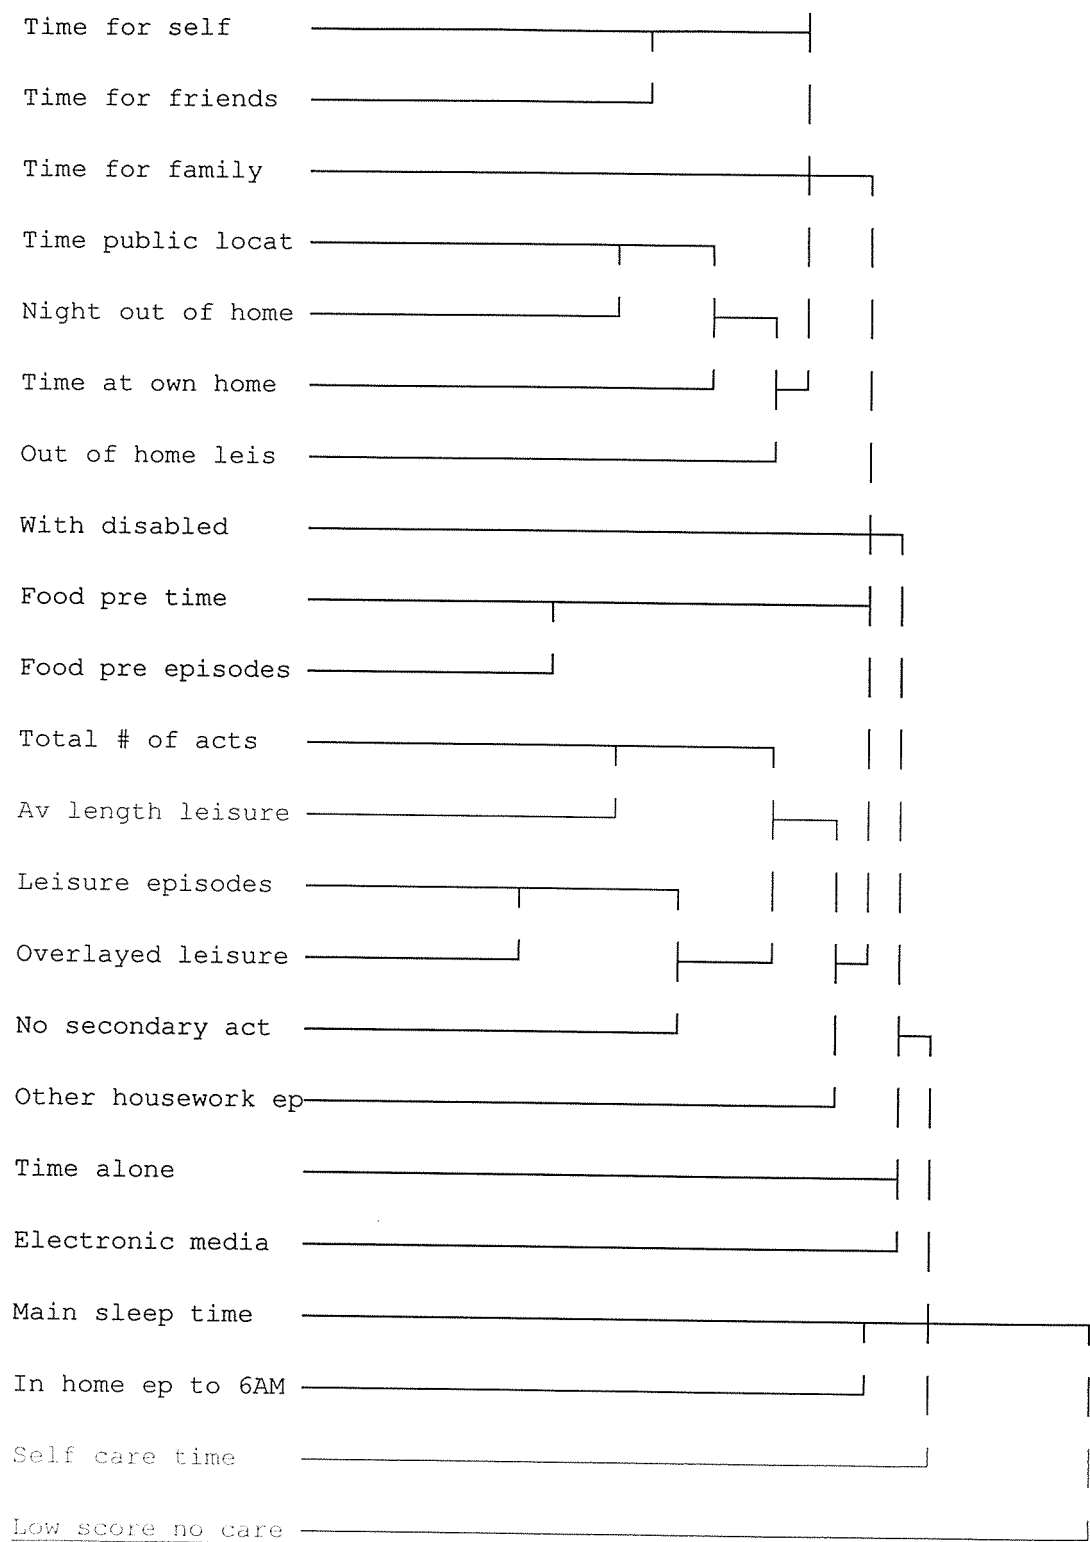 Time for self
Time for friends
Time for family
Time public locat
Night out of home
Time at own home
Out of home leis
With disabled
Food pre time
Food pre episodes
Total # of acts
Av length leisure
Leisure episodes
Overlayed leisure
No secondary act
Other housework ep
Time alone
Electronic media
Main sleep time
In home ep to 6AM
Self care time
Low score no care